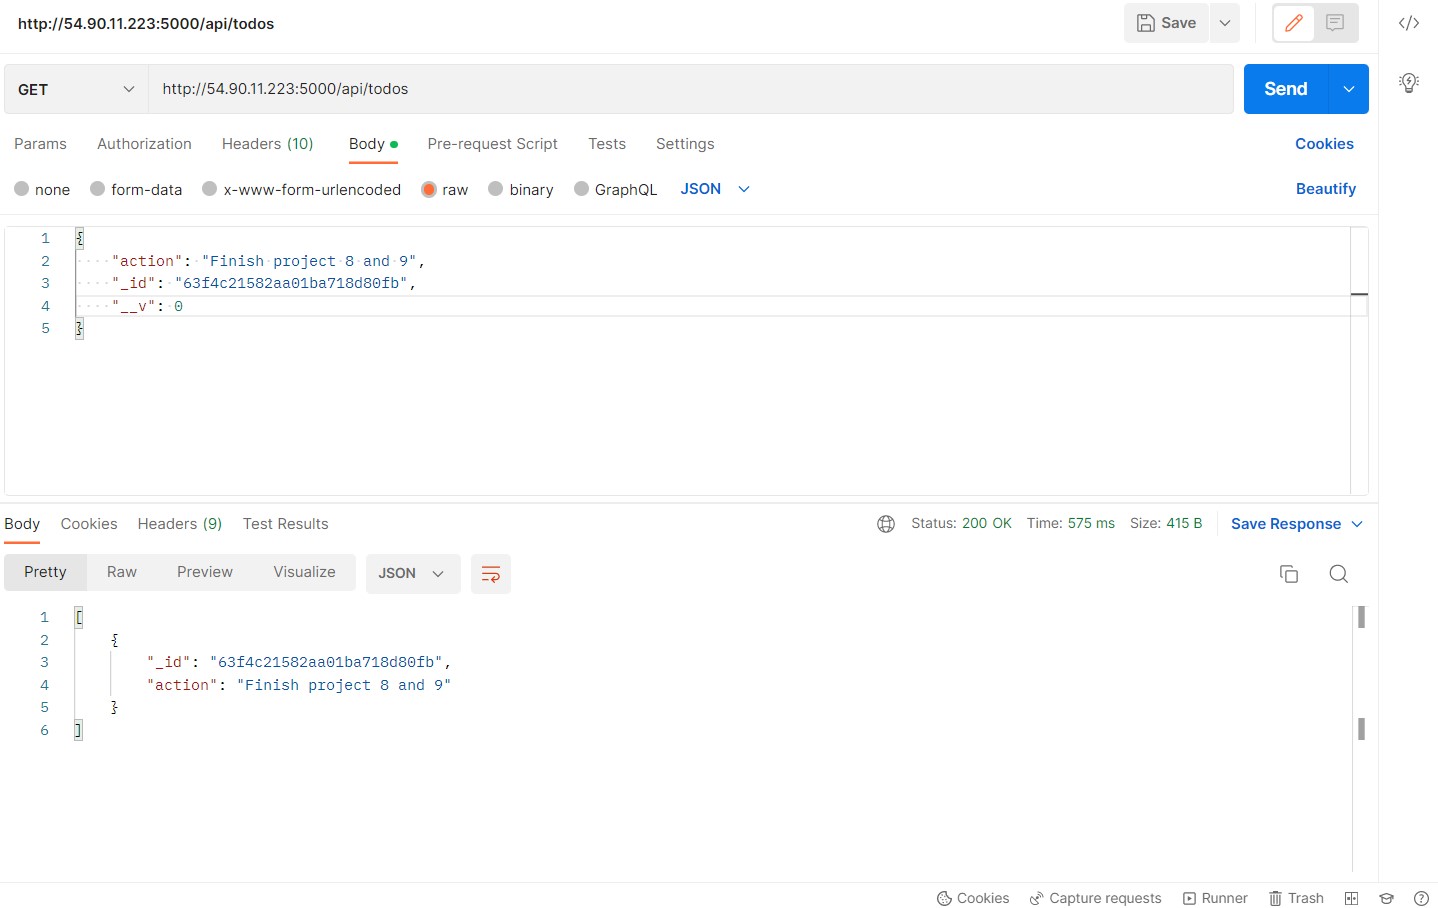 http://54.90.11.223:5000/api/todos
Save
</>
GET
http://54.90.11.223:5000/api/todos
Send
Params Authorization Headers (10) Body Pre-request Script Tests Settings Cookies
none form-data x-www-form-urlencoded raw binary GraphQL JSON Beautify
1 {
2 "action": "Finish project 8 and 9",
3 "_id": "63f4c21582aa01ba718d80fb",
4 "__v": 0
5 }
Body Cookies Headers (9) Test Results Status: 200 OK Time: 575 ms Size: 415 B Save Response
Pretty Raw Preview Visualize JSON
1 [
2 {
3 "_id": "63f4c21582aa01ba718d80fb",
4 "action": "Finish project 8 and 9"
5 }
6 ]
Cookies Capture requests Runner Trash